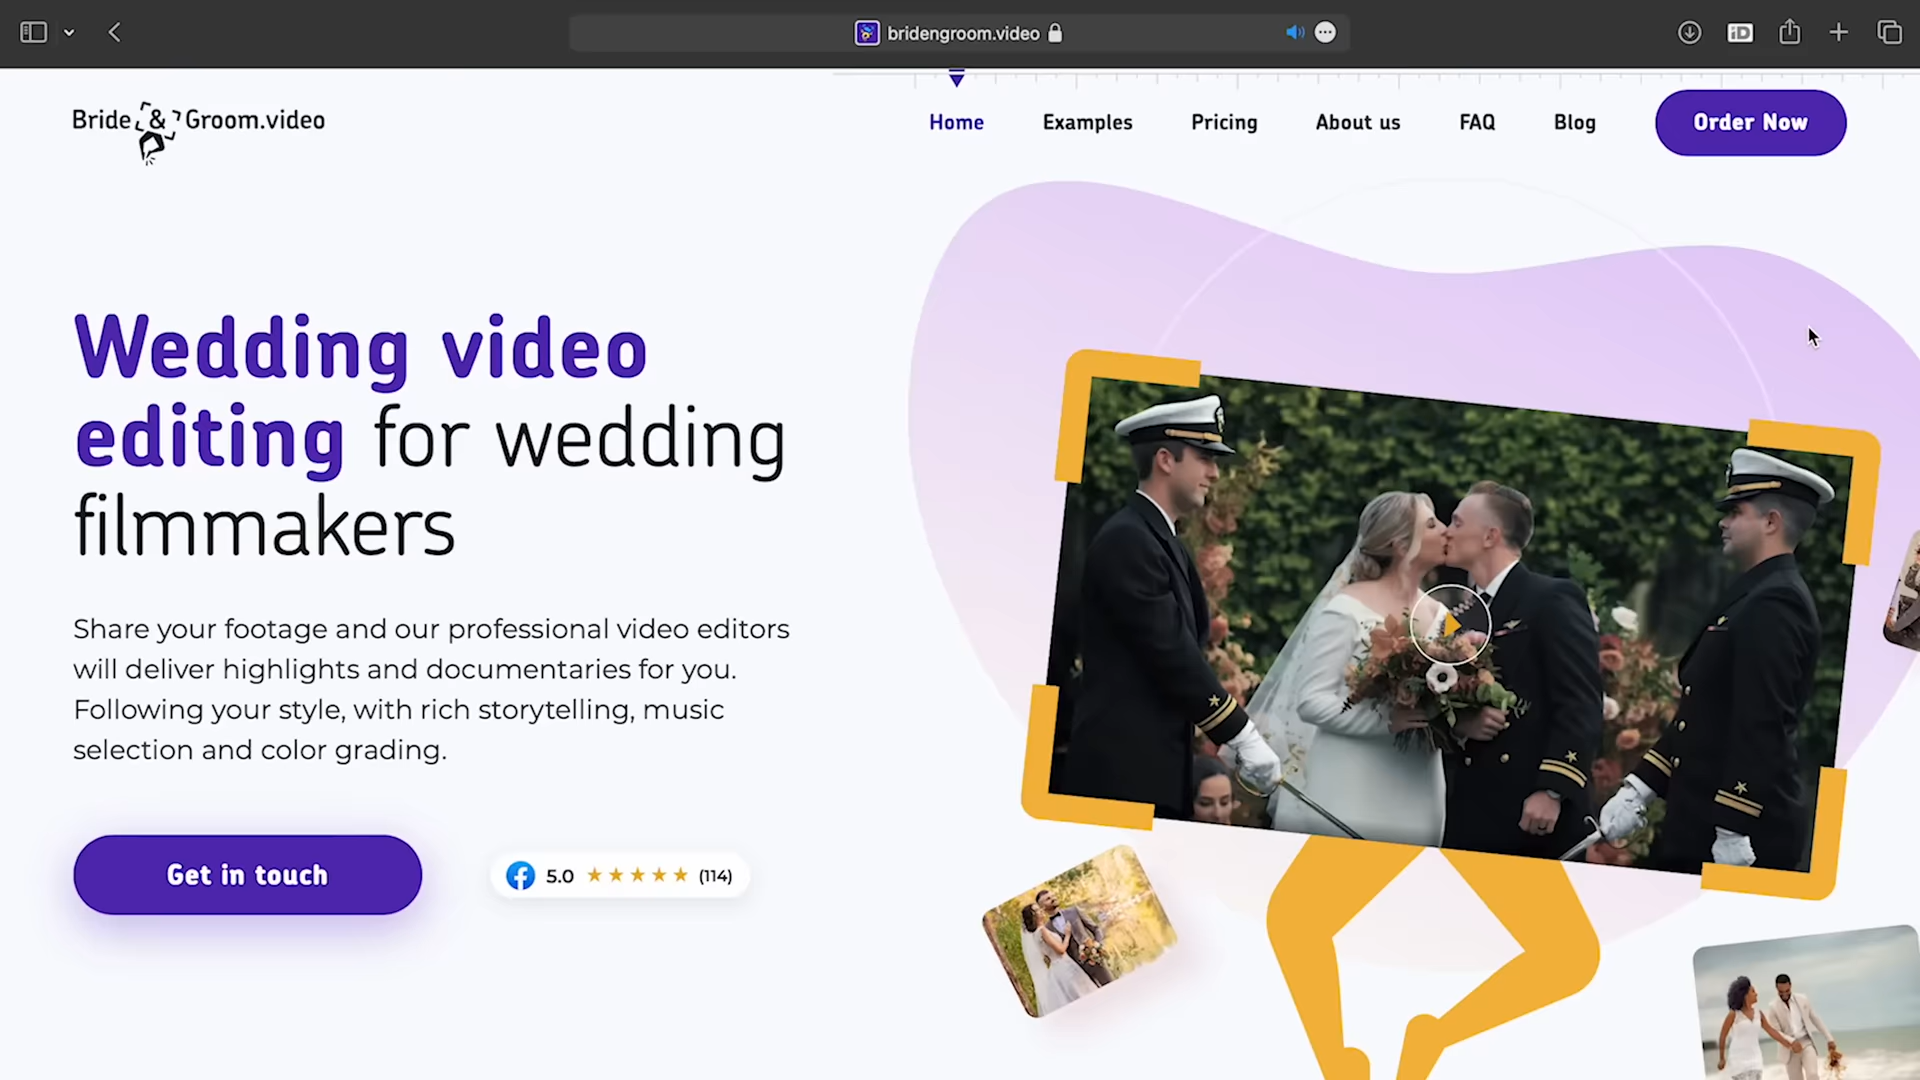 bridengroom.video
iD
Bride & Groom.video
Home
Examples
Pricing
About us
FAQ
Blog
Order Now
Wedding video
editing for wedding
filmmakers
Share your footage and our professional video editors
will deliver highlights and documentaries for you.
Following your style, with rich storytelling, music
selection and color grading.
Get in touch
5.0 ★★★★★ (114)